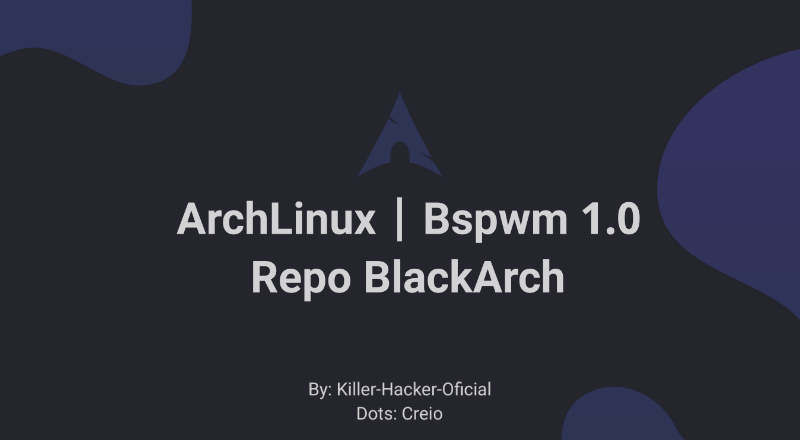 ArchLinux | Bspwm 1.0
Repo BlackArch
By: Killer-Hacker-Oficial
Dots: Creio